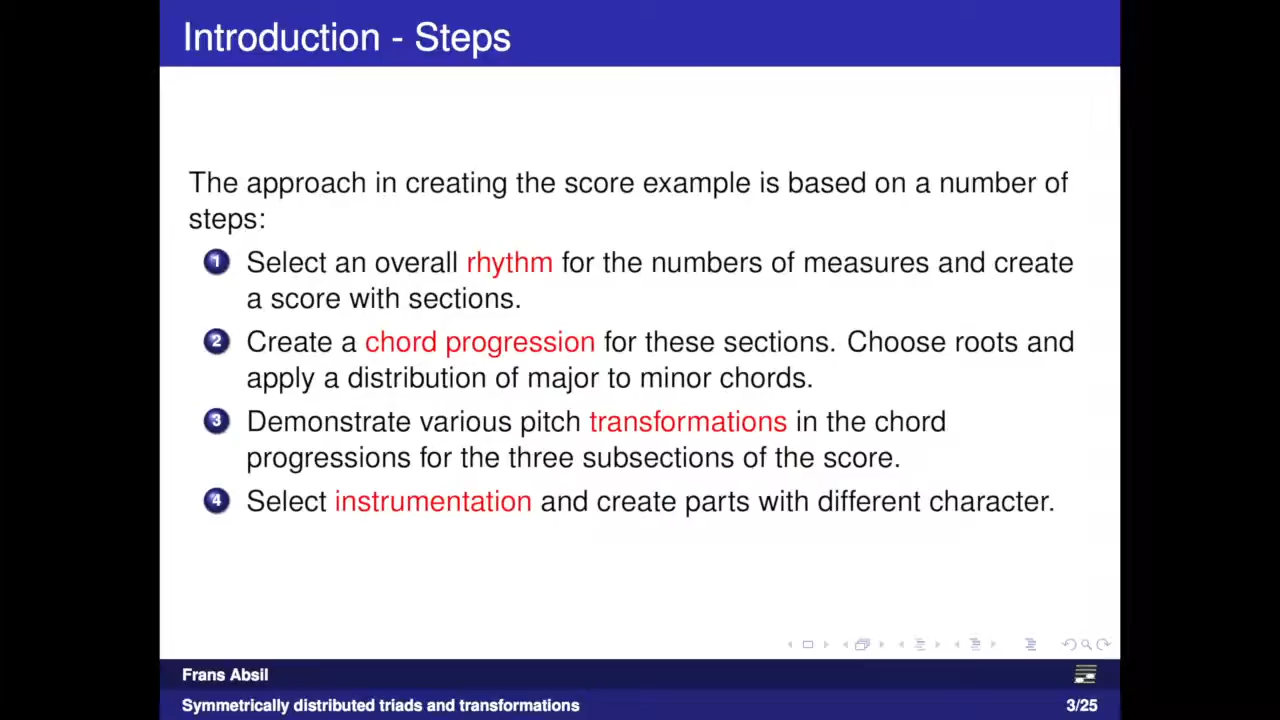 Introduction - Steps
The approach in creating the score example is based on a number of
steps:
1 Select an overall rhythm for the numbers of measures and create
a score with sections.
2 Create a chord progression for these sections. Choose roots and
apply a distribution of major to minor chords.
3 Demonstrate various pitch transformations in the chord
progressions for the three subsections of the score.
4 Select instrumentation and create parts with different character.
Frans Absil
Symmetrically distributed triads and transformations 3/25